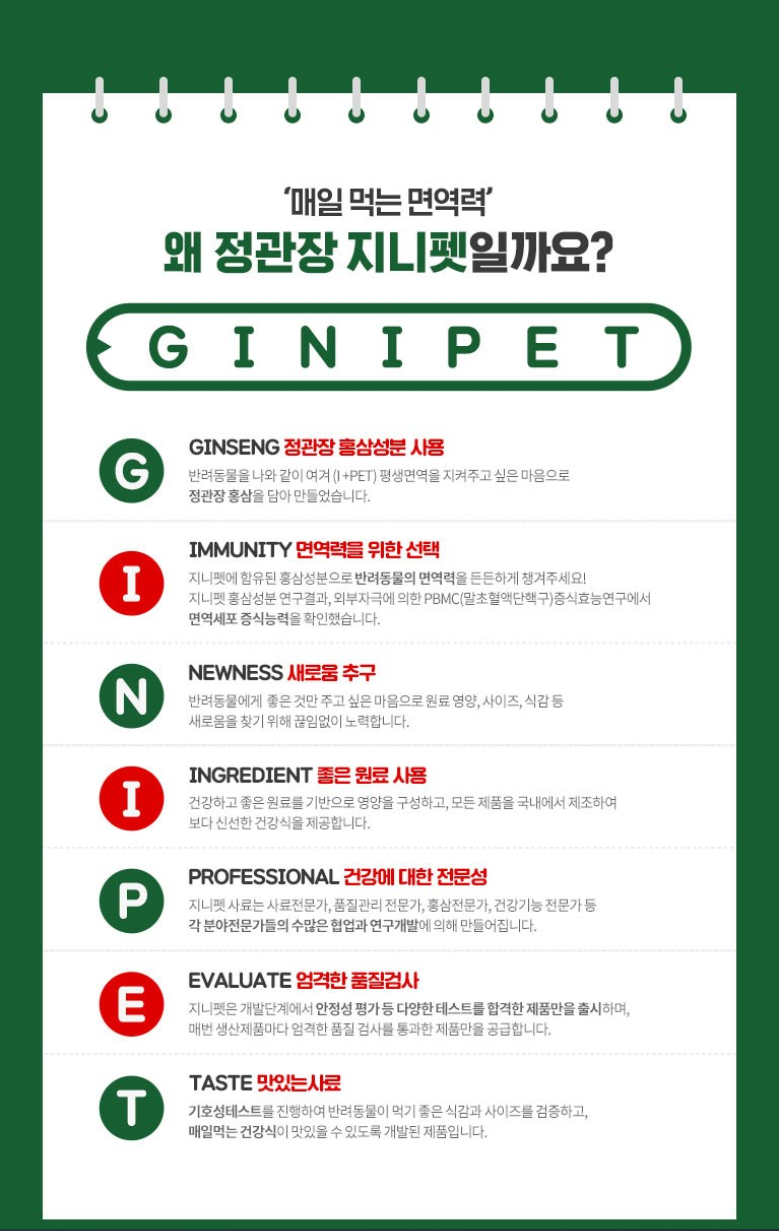 ‘매일 먹는 면역력’
왜 정관장 지니펫일까요?
GINIPET
G
GINSENG 정관장 홍삼성분 사용
반려동물을 나와 같이 여겨 (I +PET) 평생면역을 지켜주고 싶은 마음으로
정관장 홍삼을 담아 만들었습니다.
I
IMMUNITY 면역력을 위한 선택
지니펫에 함유된 홍삼성분으로 반려동물의 면역력을 든든하게 챙겨주세요!
지니펫 홍삼성분 연구결과, 외부자극에 의한 PBMC(말초혈액단핵구)증식효능연구에서
면역세포 증식능력을 확인했습니다.
N
NEWNESS 새로움 추구
반려동물에게 좋은 것만 주고 싶은 마음으로 원료 영양, 사이즈, 식감 등
새로움을 찾기 위해 끊임없이 노력합니다.
I
INGREDIENT 좋은 원료 사용
건강하고 좋은 원료를 기반으로 영양을 구성하고, 모든 제품을 국내에서 제조하여
보다 신선한 건강식을 제공합니다.
P
PROFESSIONAL 건강에 대한 전문성
지니펫 사료는 사료전문가, 품질관리 전문가, 홍삼전문가, 건강기능 전문가 등
각 분야전문가들의 수많은 협업과 연구개발에 의해 만들어집니다.
E
EVALUATE 엄격한 품질검사
지니펫은 개발단계에서 안정성 평가 등 다양한 테스트를 합격한 제품만을 출시하며,
매번 생산제품마다 엄격한 품질 검사를 통과한 제품만을 공급합니다.
T
TASTE 맛있는사료
기호성테스트를 진행하여 반려동물이 먹기 좋은 식감과 사이즈를 검증하고,
매일먹는 건강식이 맛있을 수 있도록 개발된 제품입니다.